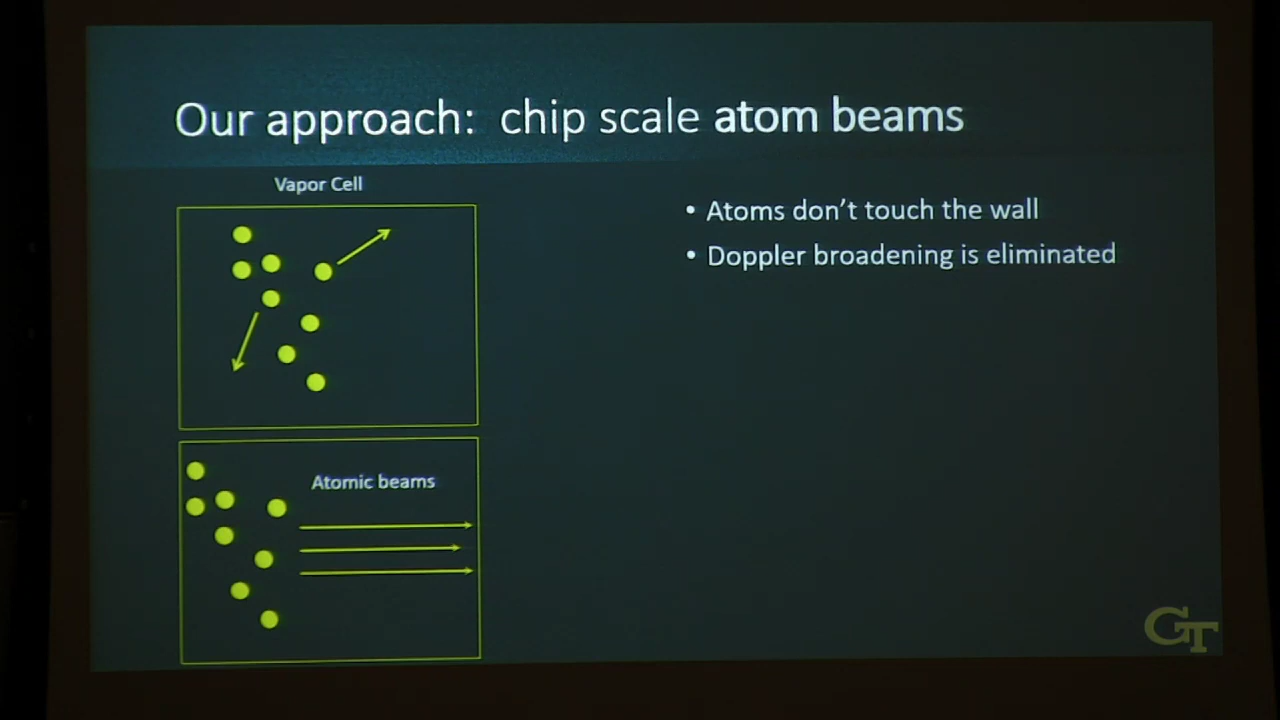 Our approach: chip scale atom beams
Vapor Cell
• Atoms don't touch the wall
• Doppler broadening is eliminated
Atomic beams
GT